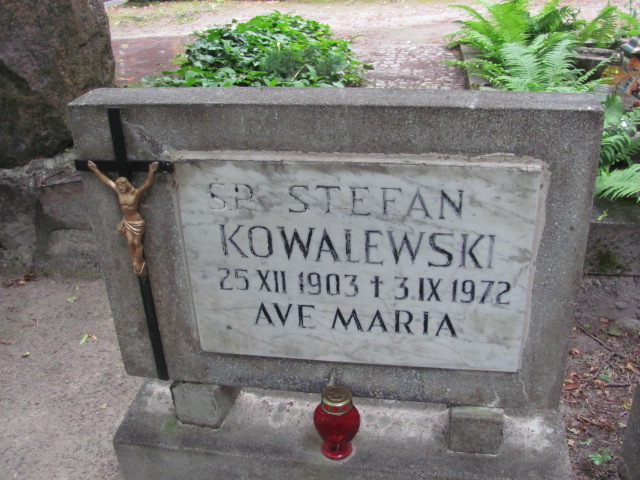 Ś.P. STEFAN
KOWALEWSKI
* 25 XII 1903 † 3.IX 1972
AVE MARIA